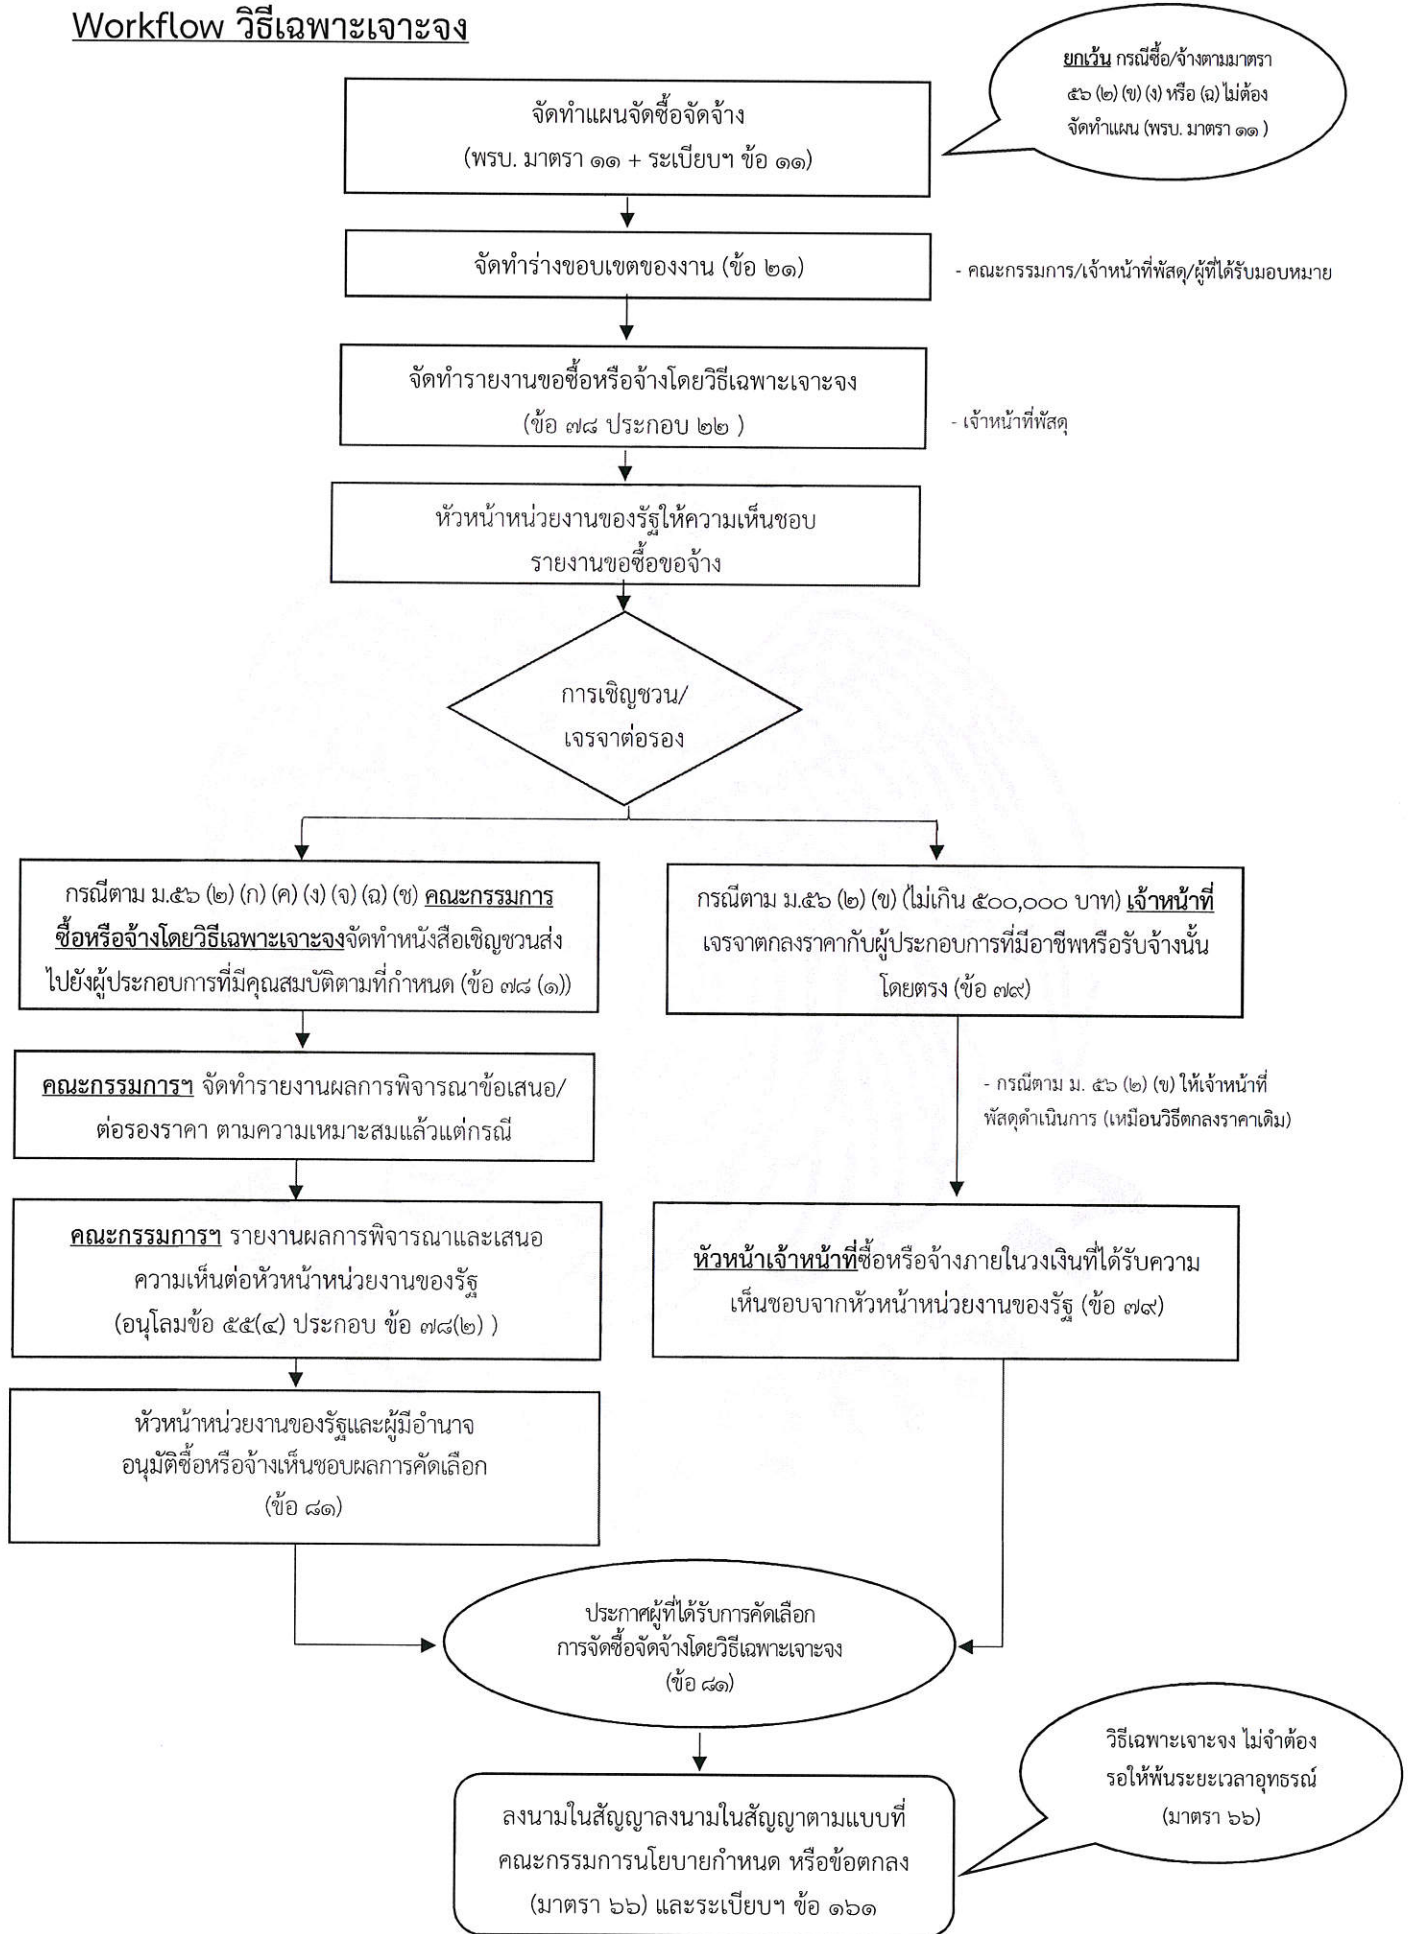 Workflow วิธีเฉพาะเจาะจง
ยกเว้น กรณีซื้อ/จ้างตามมาตรา
๕๖ (๒) (ข) (ง) หรือ (ฉ) ไม่ต้อง
จัดทำแผน (พรบ. มาตรา ๑๑ )
จัดทำแผนจัดซื้อจัดจ้าง
(พรบ. มาตรา ๑๑ + ระเบียบฯ ข้อ ๑๑)
จัดทำร่างขอบเขตของงาน (ข้อ ๒๑)
- คณะกรรมการ/เจ้าหน้าที่พัสดุ/ผู้ที่ได้รับมอบหมาย
จัดทำรายงานขอซื้อหรือจ้างโดยวิธีเฉพาะเจาะจง
(ข้อ ๗๘ ประกอบ ๒๒ )
- เจ้าหน้าที่พัสดุ
หัวหน้าหน่วยงานของรัฐให้ความเห็นชอบ
รายงานขอซื้อขอจ้าง
การเชิญชวน/
เจรจาต่อรอง
กรณีตาม ม.๕๖ (๒) (ก) (ค) (ง) (จ) (ฉ) (ช) คณะกรรมการ
ซื้อหรือจ้างโดยวิธีเฉพาะเจาะจงจัดทำหนังสือเชิญชวนส่ง
ไปยังผู้ประกอบการที่มีคุณสมบัติตามที่กำหนด (ข้อ ๗๘ (๑))
กรณีตาม ม.๕๖ (๒) (ข) (ไม่เกิน ๕๐๐,๐๐๐ บาท) เจ้าหน้าที่
เจรจาตกลงราคากับผู้ประกอบการที่มีอาชีพหรือรับจ้างนั้น
โดยตรง (ข้อ ๗๙)
คณะกรรมการฯ จัดทำรายงานผลการพิจารณาข้อเสนอ/
ต่อรองราคา ตามความเหมาะสมแล้วแต่กรณี
- กรณีตาม ม. ๕๖ (๒) (ข) ให้เจ้าหน้าที่
พัสดุดำเนินการ (เหมือนวิธีตกลงราคาเดิม)
คณะกรรมการฯ รายงานผลการพิจารณาและเสนอ
ความเห็นต่อหัวหน้าหน่วยงานของรัฐ
(อนุโลมข้อ ๕๕(๔) ประกอบ ข้อ ๗๘(๒) )
หัวหน้าเจ้าหน้าที่ซื้อหรือจ้างภายในวงเงินที่ได้รับความ
เห็นชอบจากหัวหน้าหน่วยงานของรัฐ (ข้อ ๗๙)
หัวหน้าหน่วยงานของรัฐและผู้มีอำนาจ
อนุมัติซื้อหรือจ้างเห็นชอบผลการคัดเลือก
(ข้อ ๘๑)
ประกาศผู้ที่ได้รับการคัดเลือก
การจัดซื้อจัดจ้างโดยวิธีเฉพาะเจาะจง
(ข้อ ๘๑)
วิธีเฉพาะเจาะจง ไม่จำต้อง
รอให้พ้นระยะเวลาอุทธรณ์
(มาตรา ๖๖)
ลงนามในสัญญาลงนามในสัญญาตามแบบที่
คณะกรรมการนโยบายกำหนด หรือข้อตกลง
(มาตรา ๖๖) และระเบียบฯ ข้อ ๑๖๑